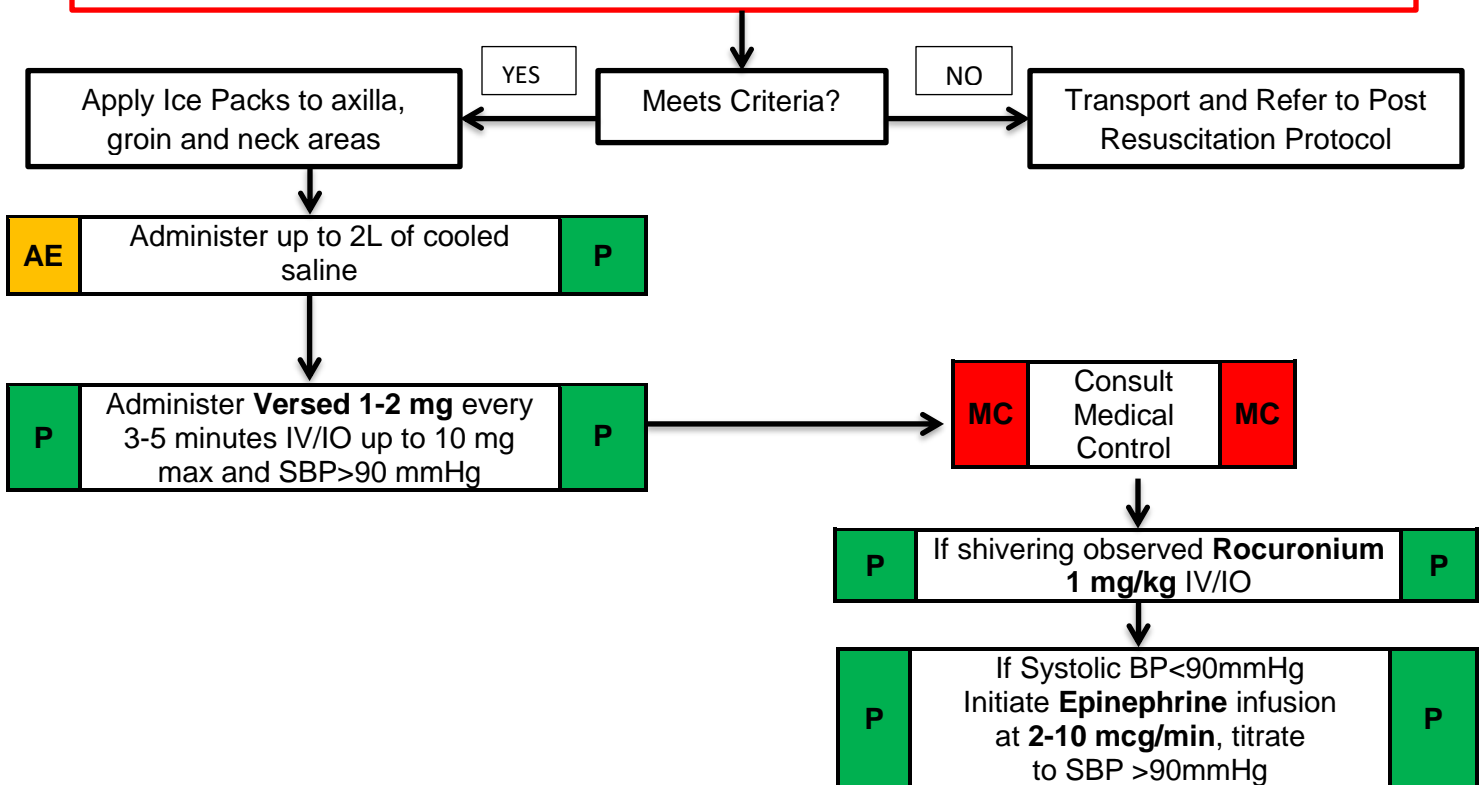 YES
Meets Criteria?
NO
Apply Ice Packs to axilla,
groin and neck areas
Transport and Refer to Post
Resuscitation Protocol
AE
Administer up to 2L of cooled
saline
P
P
Administer Versed 1-2 mg every
3-5 minutes IV/IO up to 10 mg
max and SBP>90 mmHg
P
MC
Consult
Medical
Control
MC
P
If shivering observed Rocuronium
1 mg/kg IV/IO
P
P
If Systolic BP<90mmHg
Initiate Epinephrine infusion
at 2-10 mcg/min, titrate
to SBP >90mmHg
P